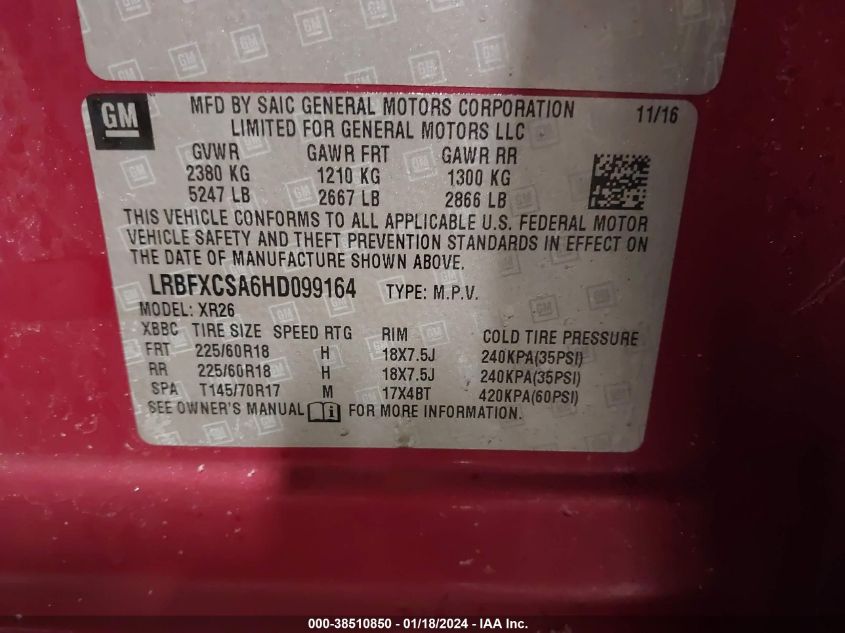 GM
MFD BY SAIC GENERAL MOTORS CORPORATION 11/16
LIMITED FOR GENERAL MOTORS LLC
GVWR GAWR FRT GAWR RR
2380 KG 1210 KG 1300 KG
5247 LB 2667 LB 2866 LB
THIS VEHICLE CONFORMS TO ALL APPLICABLE U.S. FEDERAL MOTOR
VEHICLE SAFETY AND THEFT PREVENTION STANDARDS IN EFFECT ON
THE DATE OF MANUFACTURE SHOWN ABOVE.
LRBFXCSA6HD099164 TYPE: M.P.V.
MODEL: XR26
XBBC TIRE SIZE SPEED RTG RIM COLD TIRE PRESSURE
FRT 225/60R18 H 18X7.5J 240KPA(35PSI)
RR 225/60R18 H 18X7.5J 240KPA(35PSI)
SPA T145/70R17 M 17X4BT 420KPA(60PSI)
SEE OWNER'S MANUAL i FOR MORE INFORMATION.
000-38510850 - 01/18/2024 - IAA Inc.